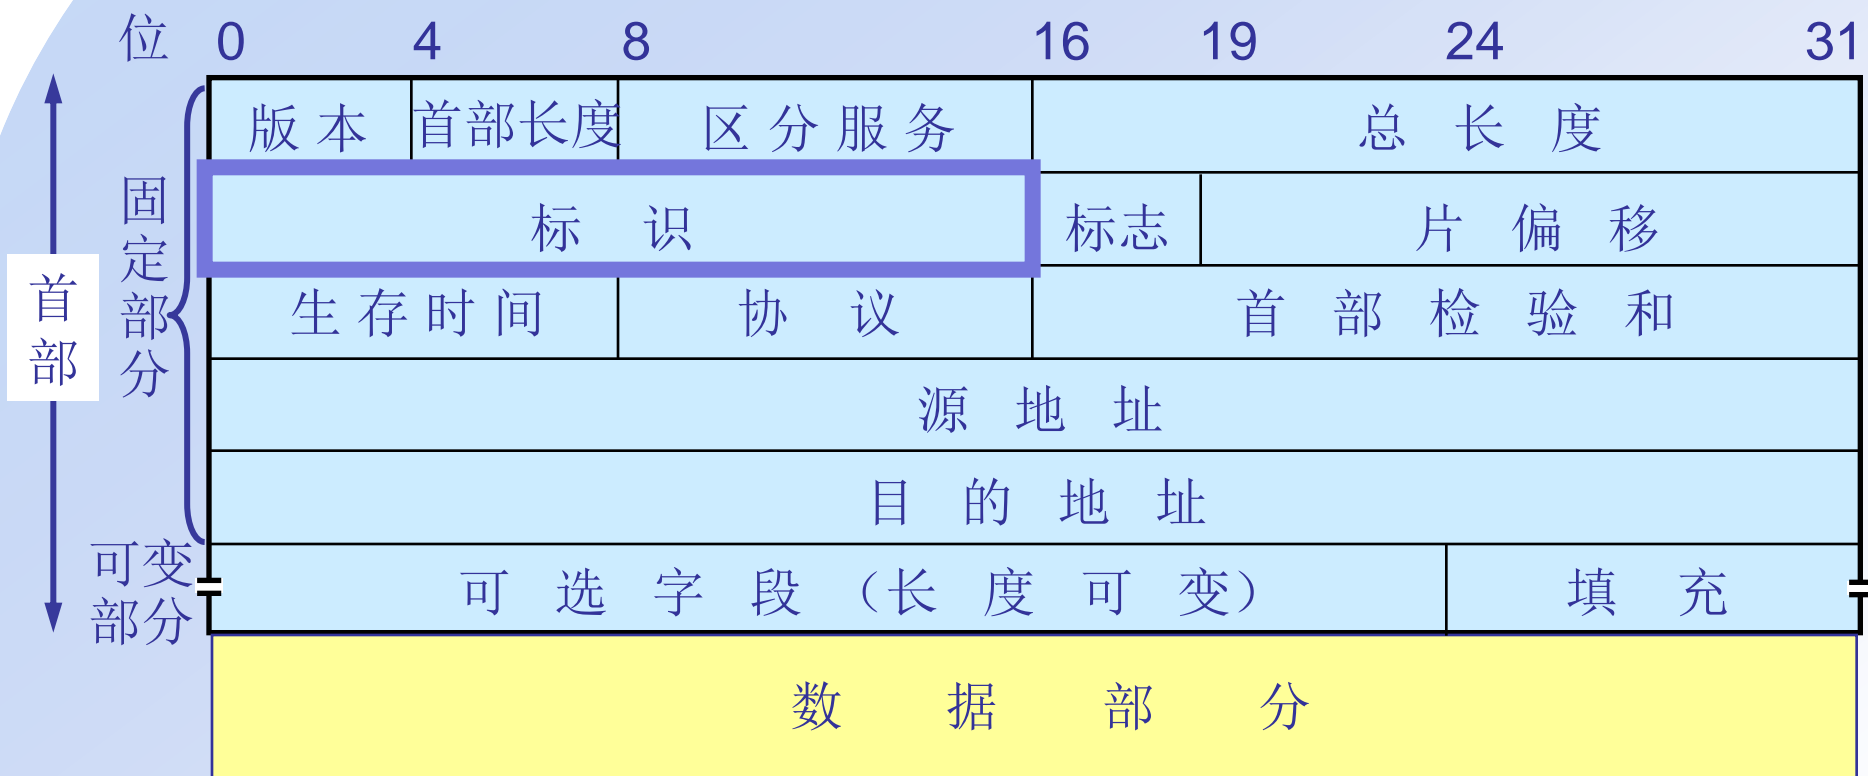 位 0 4 8 16 19 24 31
版本 首部长度 区分服务 总长度
标识 标志 片偏移
生存时间 协议 首部检验和
源地址
目的地址
可选字段（长度可变） 填充
数据部分
首部
固定部分
可变
部分